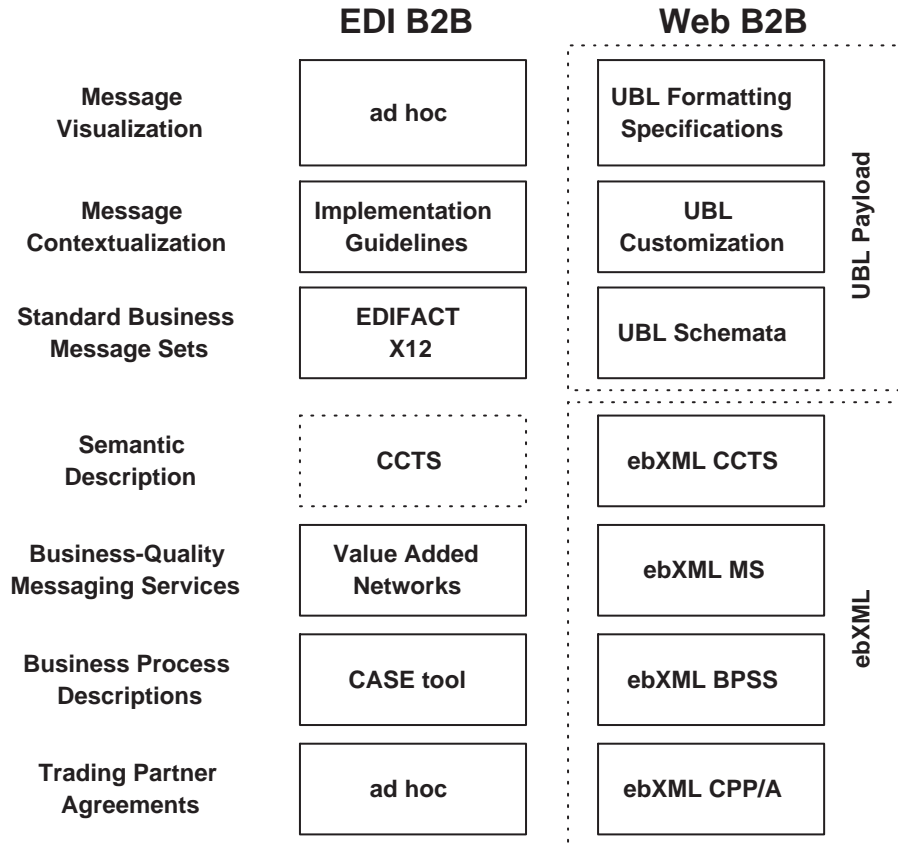 EDI B2B
Web B2B
Message
Visualization
ad hoc
UBL Formatting
Specifications
Message
Contextualization
Implementation
Guidelines
UBL
Customization
UBL Payload
Standard Business
Message Sets
EDIFACT
X12
UBL Schemata
Semantic
Description
CCTS
ebXML CCTS
Business-Quality
Messaging Services
Value Added
Networks
ebXML MS
ebXML
Business Process
Descriptions
CASE tool
ebXML BPSS
Trading Partner
Agreements
ad hoc
ebXML CPP/A